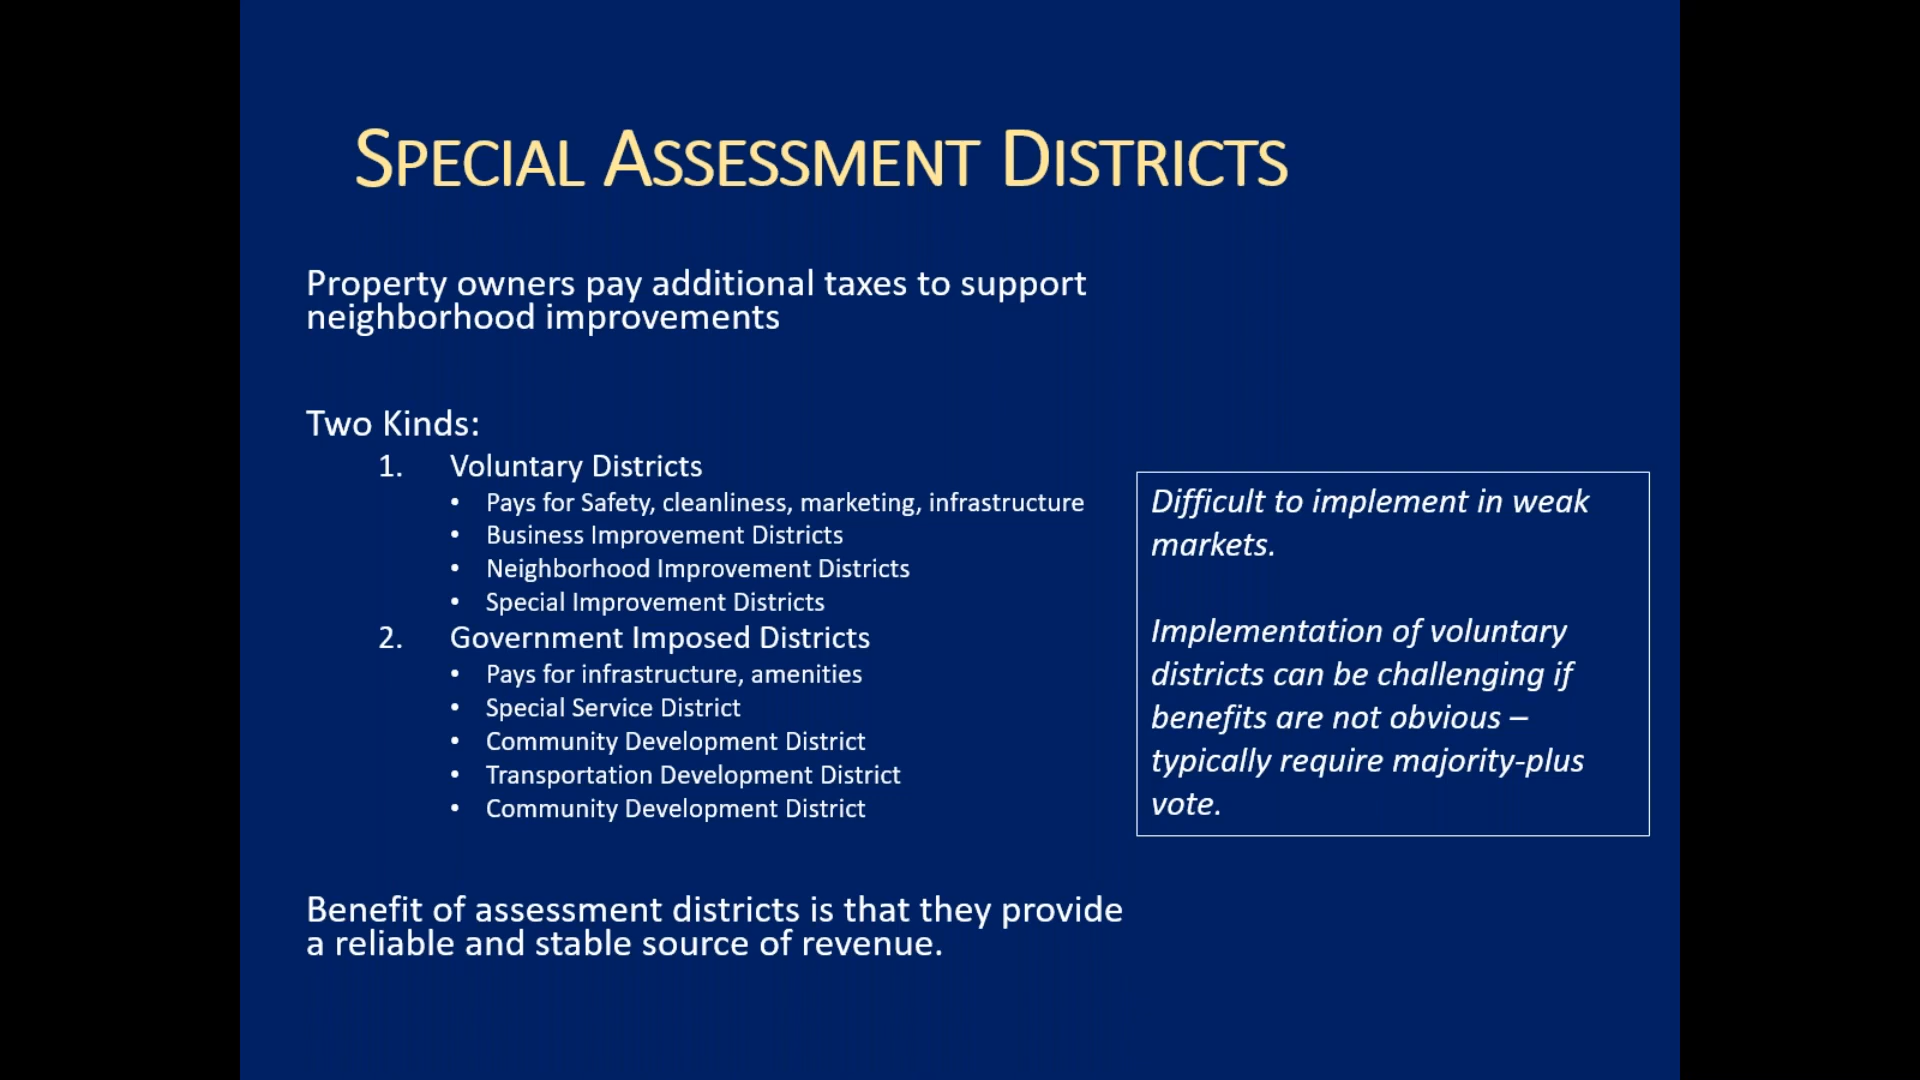 SPECIAL ASSESSMENT DISTRICTS
Property owners pay additional taxes to support
neighborhood improvements
Two Kinds:
1. Voluntary Districts
• Pays for Safety, cleanliness, marketing, infrastructure
• Business Improvement Districts
• Neighborhood Improvement Districts
• Special Improvement Districts
2. Government Imposed Districts
• Pays for infrastructure, amenities
• Special Service District
• Community Development District
• Transportation Development District
• Community Development District
Difficult to implement in weak
markets.
Implementation of voluntary
districts can be challenging if
benefits are not obvious –
typically require majority-plus
vote.
Benefit of assessment districts is that they provide
a reliable and stable source of revenue.